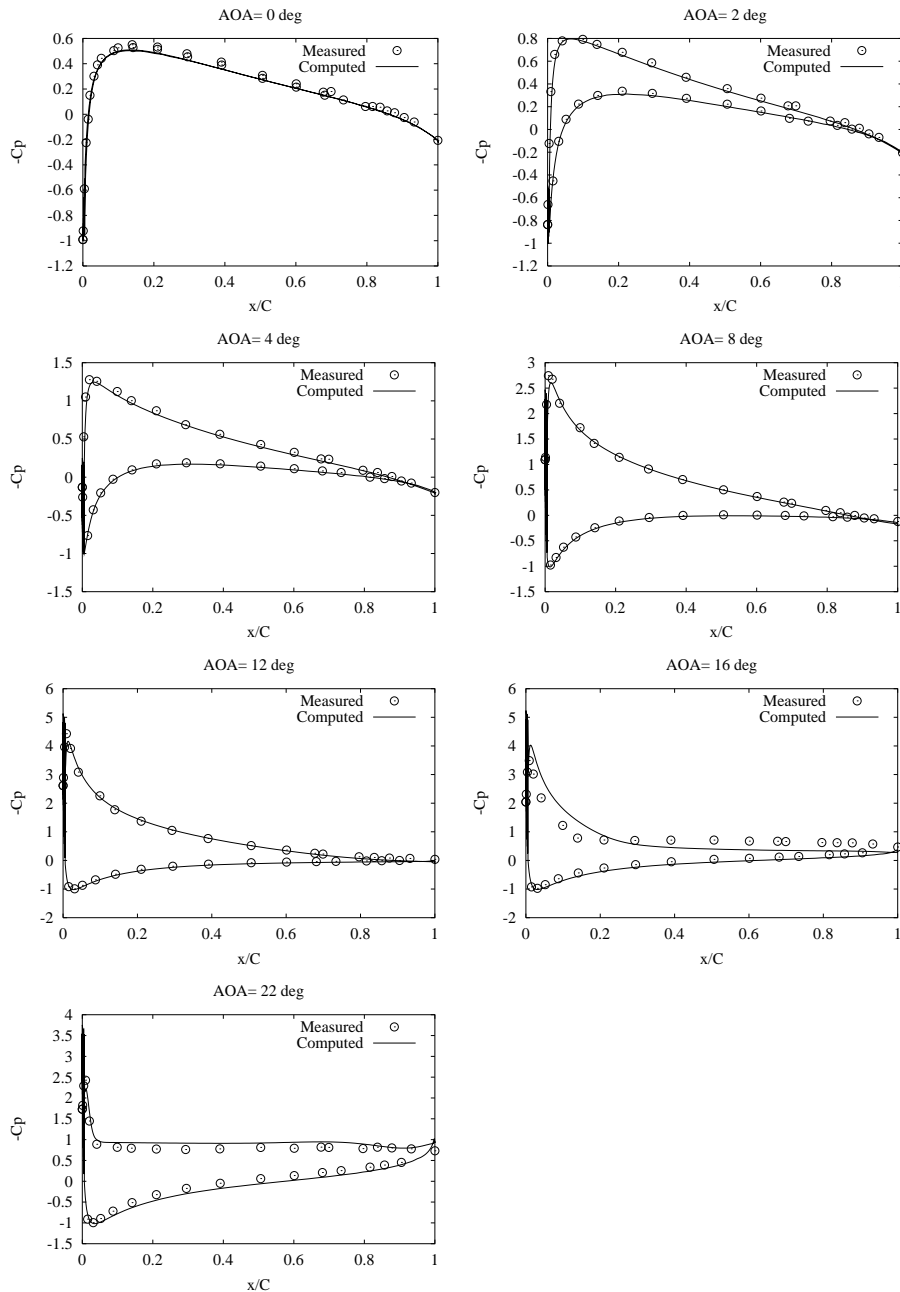 AOA= 0 deg
0.6
0.4
0.2
0
-0.2
-0.4
-0.6
-0.8
-1
-1.2
-Cp
Measured
Computed
0 0.2 0.4 0.6 0.8 1
x/C
AOA= 2 deg
0.8
0.6
0.4
0.2
0
-0.2
-0.4
-0.6
-0.8
-1
-1.2
-Cp
Measured
Computed
0 0.2 0.4 0.6 0.8 1
x/C
AOA= 4 deg
1.5
1
0.5
0
-0.5
-1
-1.5
-Cp
Measured
Computed
0 0.2 0.4 0.6 0.8 1
x/C
AOA= 8 deg
3
2.5
2
1.5
1
0.5
0
-0.5
-1
-1.5
-Cp
Measured
Computed
0 0.2 0.4 0.6 0.8 1
x/C
AOA= 12 deg
6
5
4
3
2
1
0
-1
-2
-Cp
Measured
Computed
0 0.2 0.4 0.6 0.8 1
x/C
AOA= 16 deg
6
5
4
3
2
1
0
-1
-2
-Cp
Measured
Computed
0 0.2 0.4 0.6 0.8 1
x/C
AOA= 22 deg
4
3.5
3
2.5
2
1.5
1
0.5
0
-0.5
-1
-1.5
-Cp
Measured
Computed
0 0.2 0.4 0.6 0.8 1
x/C